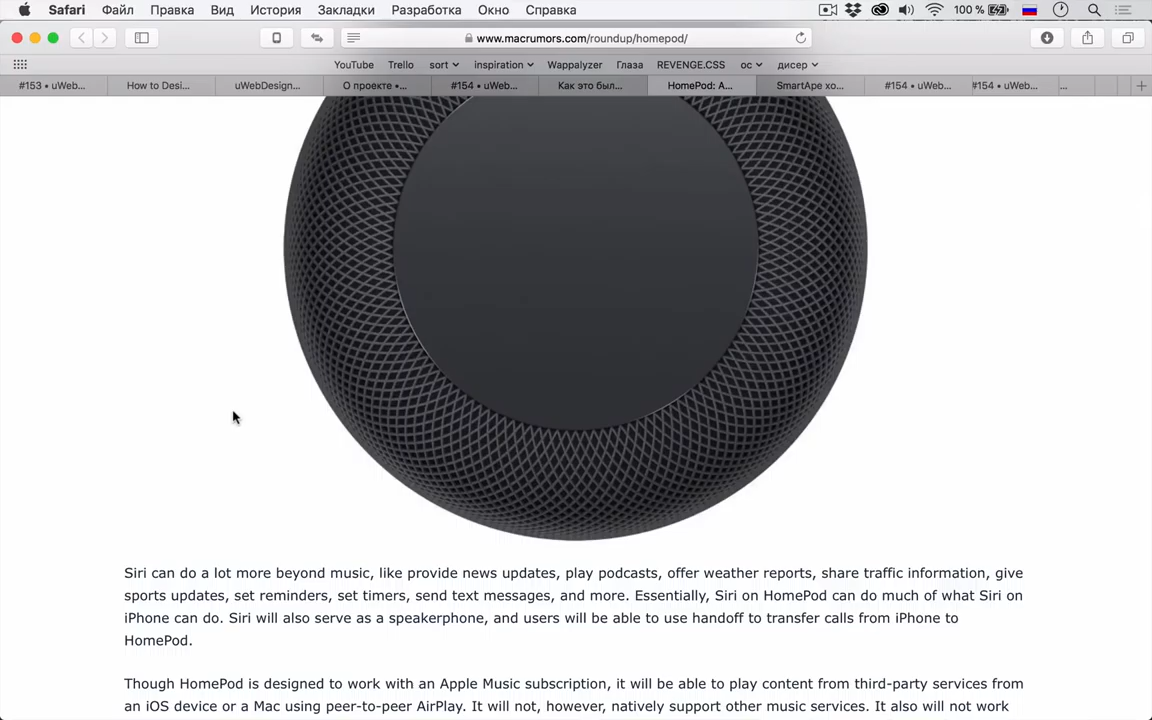 Safari Файл Правка Вид История Закладки Разработка Окно Справка 100 %
www.macrumors.com/roundup/homepod/
YouTube Trello sort inspiration Wappalyzer Глаза REVENGE.CSS ос дисер
#153 • uWeb... How to Desi... uWebDesign... О проекте •... #154 • uWeb... Как это был... HomePod: A... SmartApe xo... #154 • uWeb... #154 • uWeb... ...
Siri can do a lot more beyond music, like provide news updates, play podcasts, offer weather reports, share traffic information, give
sports updates, set reminders, set timers, send text messages, and more. Essentially, Siri on HomePod can do much of what Siri on
iPhone can do. Siri will also serve as a speakerphone, and users will be able to use handoff to transfer calls from iPhone to
HomePod.
Though HomePod is designed to work with an Apple Music subscription, it will be able to play content from third-party services from
an iOS device or a Mac using peer-to-peer AirPlay. It will not, however, natively support other music services. It also will not work